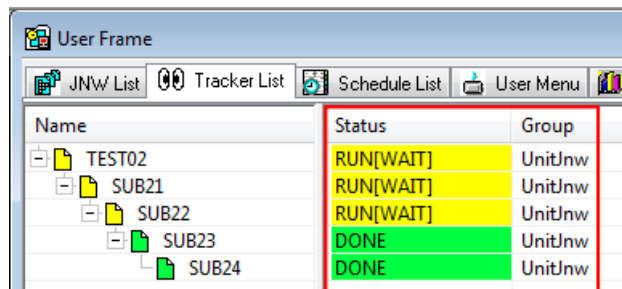 User Frame
JNW List Tracker List Schedule List User Menu
Name Status Group
TEST02 RUN[WAIT] UnitJnw
SUB21 RUN[WAIT] UnitJnw
SUB22 RUN[WAIT] UnitJnw
SUB23 DONE UnitJnw
SUB24 DONE UnitJnw